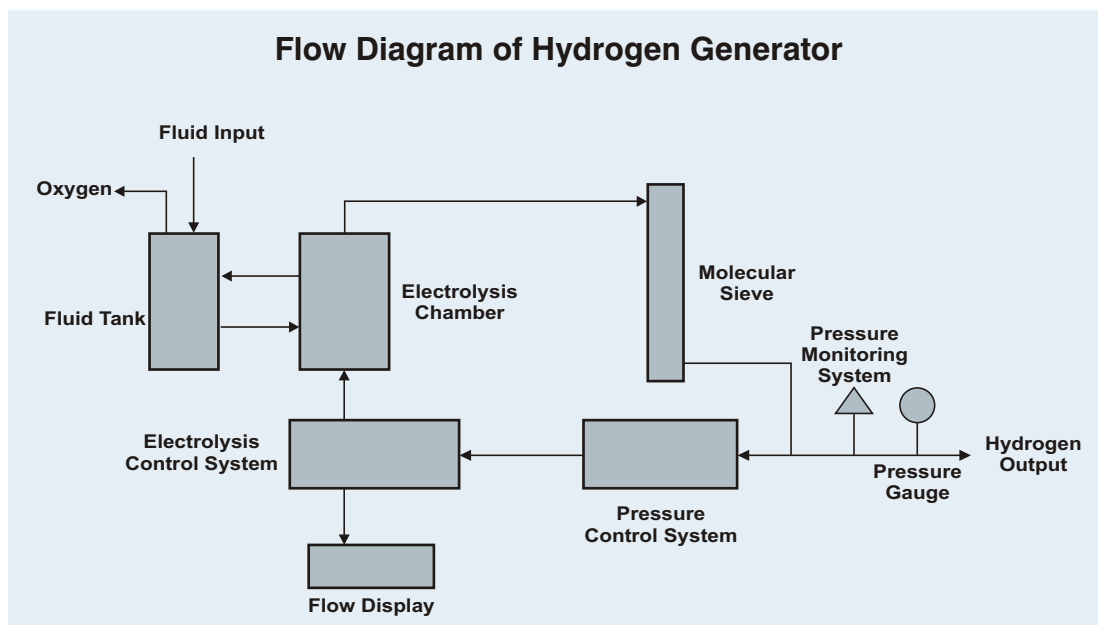 Flow Diagram of Hydrogen Generator
Fluid Input
Oxygen
Fluid Tank
Electrolysis
Chamber
Molecular
Sieve
Pressure
Monitoring
System
Electrolysis
Control System
Pressure
Control System
Pressure
Gauge
Hydrogen
Output
Flow Display